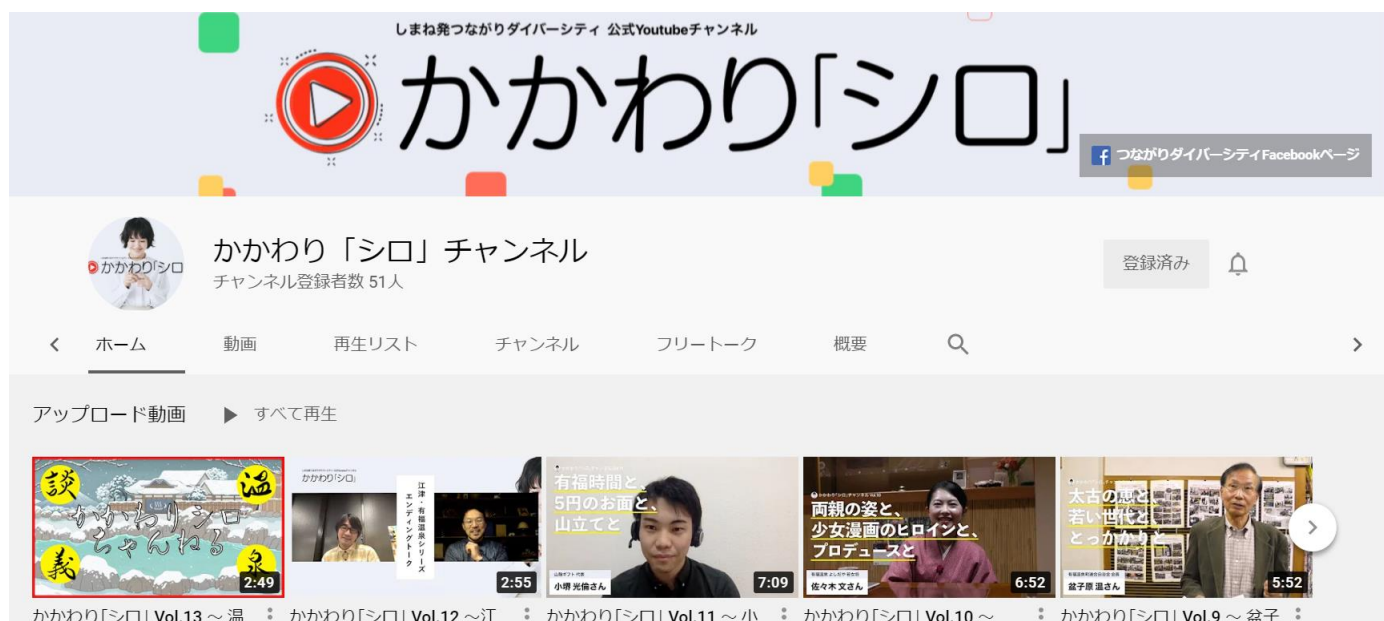 しまね発つながりダイバーシティ 公式Youtubeチャンネル
かかわり「シロ」
つながりダイバーシティFacebookページ
かかわり「シロ
かかわり「シロ」チャンネル
チャンネル登録者数 51人
登録済み
ホーム
動画
再生リスト
チャンネル
フリートーク
概要
アップロード動画
すべて再生
談
温
かかわりシロ
ちゃんねる
義
泉
2:49
かかわり「シロ」
江津・有福温泉シリーズ
エンディングトーク
2:55
有福時間と、
5円のお面と、
山立てと
小堺 光倫さん
7:09
両親の姿と、
少女漫画のヒロインと、
プロデュースと
佐々木 文さん
6:52
太古の恵と、
若い世代と、
とっかかりと
盆子原 温さん
5:52
かかわり「シロ」Vol.13 ～ 温
かかわり「シロ」Vol.12 ～江
かかわり「シロ」Vol.11 ～ 小
かかわり「シロ」Vol.10 ～
かかわり「シロ」Vol.9 ～ 盆子